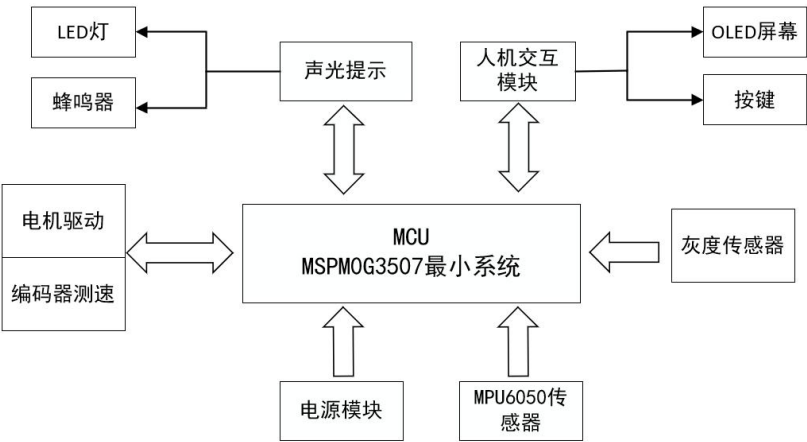 LED灯
蜂鸣器
声光提示
人机交互
模块
OLED屏幕
按键
电机驱动
编码器测速
MCU
MSPM0G3507最小系统
灰度传感器
电源模块
MPU6050传
感器